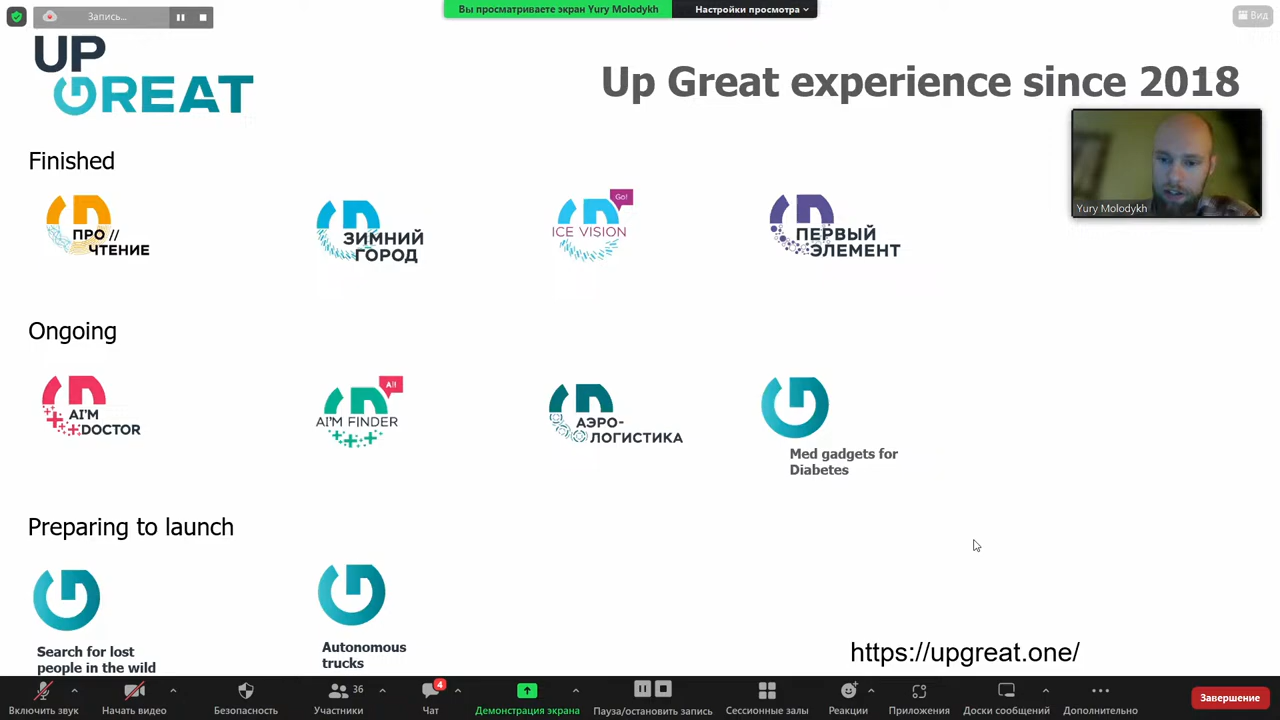 Запись...
Вы просматриваете экран Yury Molodykh
Настройки просмотра
Вид
UP
GREAT
Up Great experience since 2018
Yury Molodykh
Finished
ПРО //
ЧТЕНИЕ
ЗИМНИЙ
ГОРОД
Go!
ICE VISION
ПЕРВЫЙ
ЭЛЕМЕНТ
Ongoing
AI'M
DOCTOR
A!!
AI'M FINDER
АЭРО-
ЛОГИСТИКА
Med gadgets for
Diabetes
Preparing to launch
Search for lost
people in the wild
Autonomous
trucks
https://upgreat.one/
Включить звук
Начать видео
Безопасность
36
Участники
4
Чат
Демонстрация экрана
Пауза/остановить запись
Сессионные залы
Реакции
Приложения
Доски сообщений
Дополнительно
Завершение